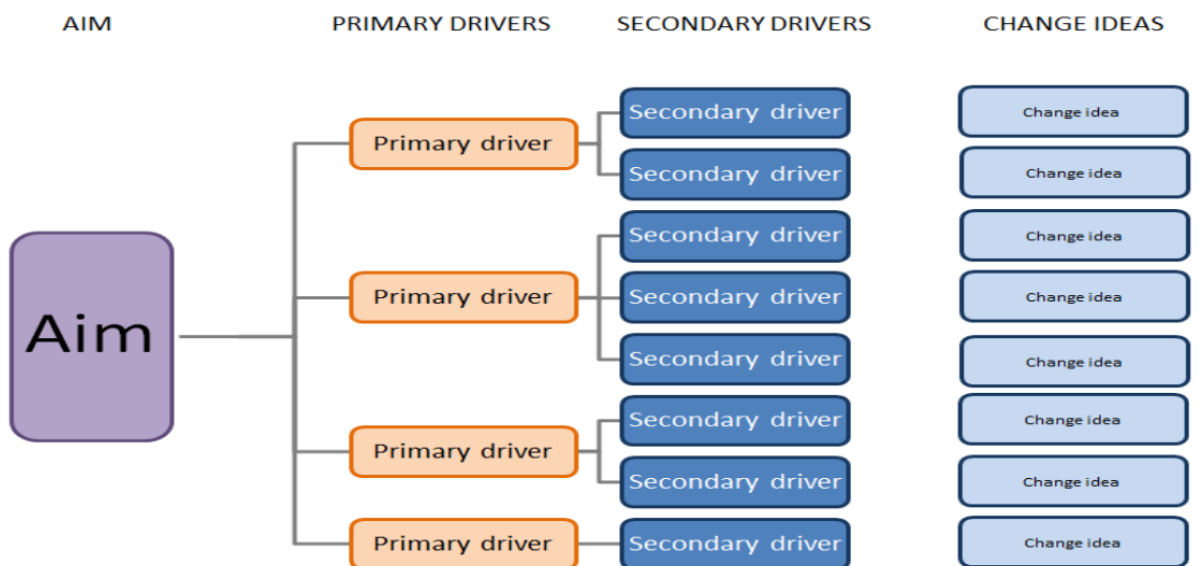 AIM PRIMARY DRIVERS SECONDARY DRIVERS CHANGE IDEAS
Secondary driver Change idea
Primary driver
Secondary driver Change idea
Secondary driver Change idea
Primary driver Secondary driver Change idea
Aim
Secondary driver Change idea
Secondary driver Change idea
Primary driver
Secondary driver Change idea
Primary driver Secondary driver Change idea